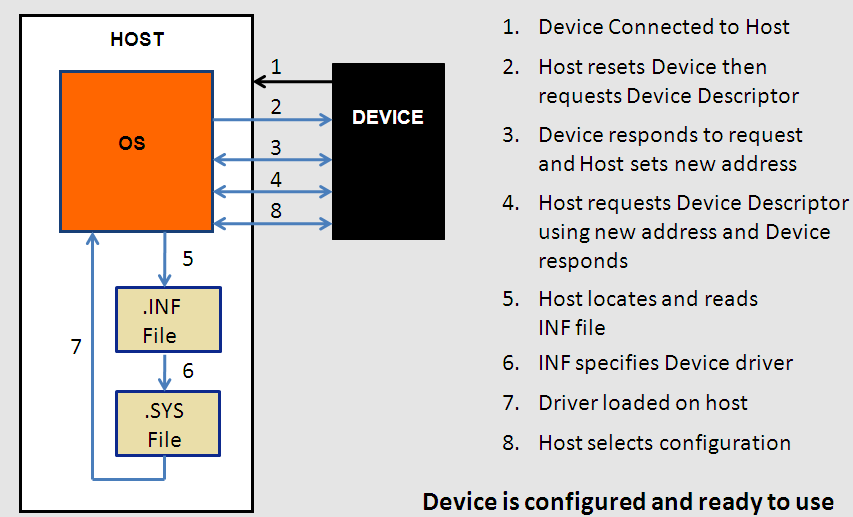 HOST
OS
DEVICE
1
2
3
4
8
5
.INF
File
7
6
.SYS
File
1. Device Connected to Host
2. Host resets Device then
requests Device Descriptor
3. Device responds to request
and Host sets new address
4. Host requests Device Descriptor
using new address and Device
responds
5. Host locates and reads
INF file
6. INF specifies Device driver
7. Driver loaded on host
8. Host selects configuration
Device is configured and ready to use